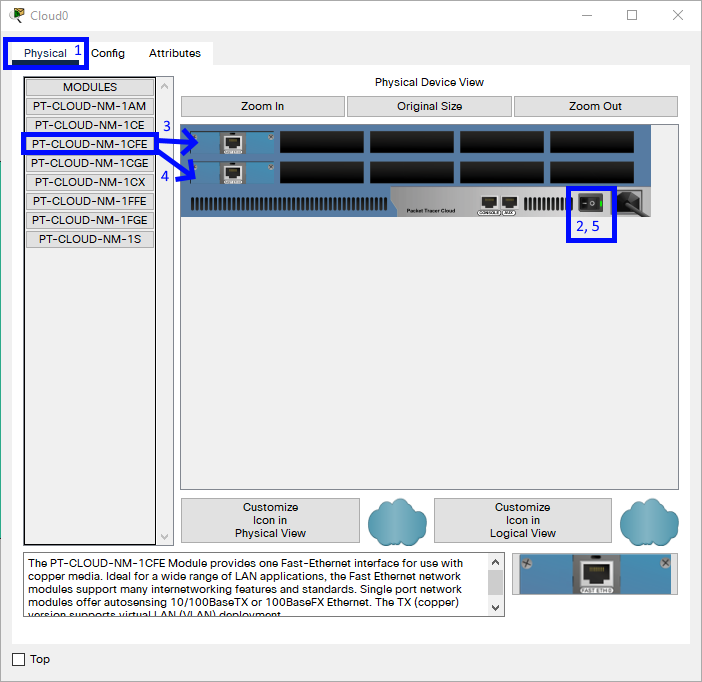 Cloud0
Physical 1 Config Attributes
MODULES
PT-CLOUD-NM-1AM
PT-CLOUD-NM-1CE
PT-CLOUD-NM-1CFE
PT-CLOUD-NM-1CGE
PT-CLOUD-NM-1CX
PT-CLOUD-NM-1FFE
PT-CLOUD-NM-1FGE
PT-CLOUD-NM-1S
3
4
Physical Device View
Zoom In Original Size Zoom Out
FAST ETH 0
FAST ETH 0
Packet Tracer Cloud
CONSOLE AUX
2, 5
Customize
Icon in
Physical View
Customize
Icon in
Logical View
The PT-CLOUD-NM-1CFE Module provides one Fast-Ethernet interface for use with
copper media. Ideal for a wide range of LAN applications, the Fast Ethernet network
modules support many internetworking features and standards. Single port network
modules offer autosensing 10/100BaseTX or 100BaseFX Ethernet. The TX (copper)
version supports virtual LAN (VLAN) deployment.
FAST ETH 0
Top